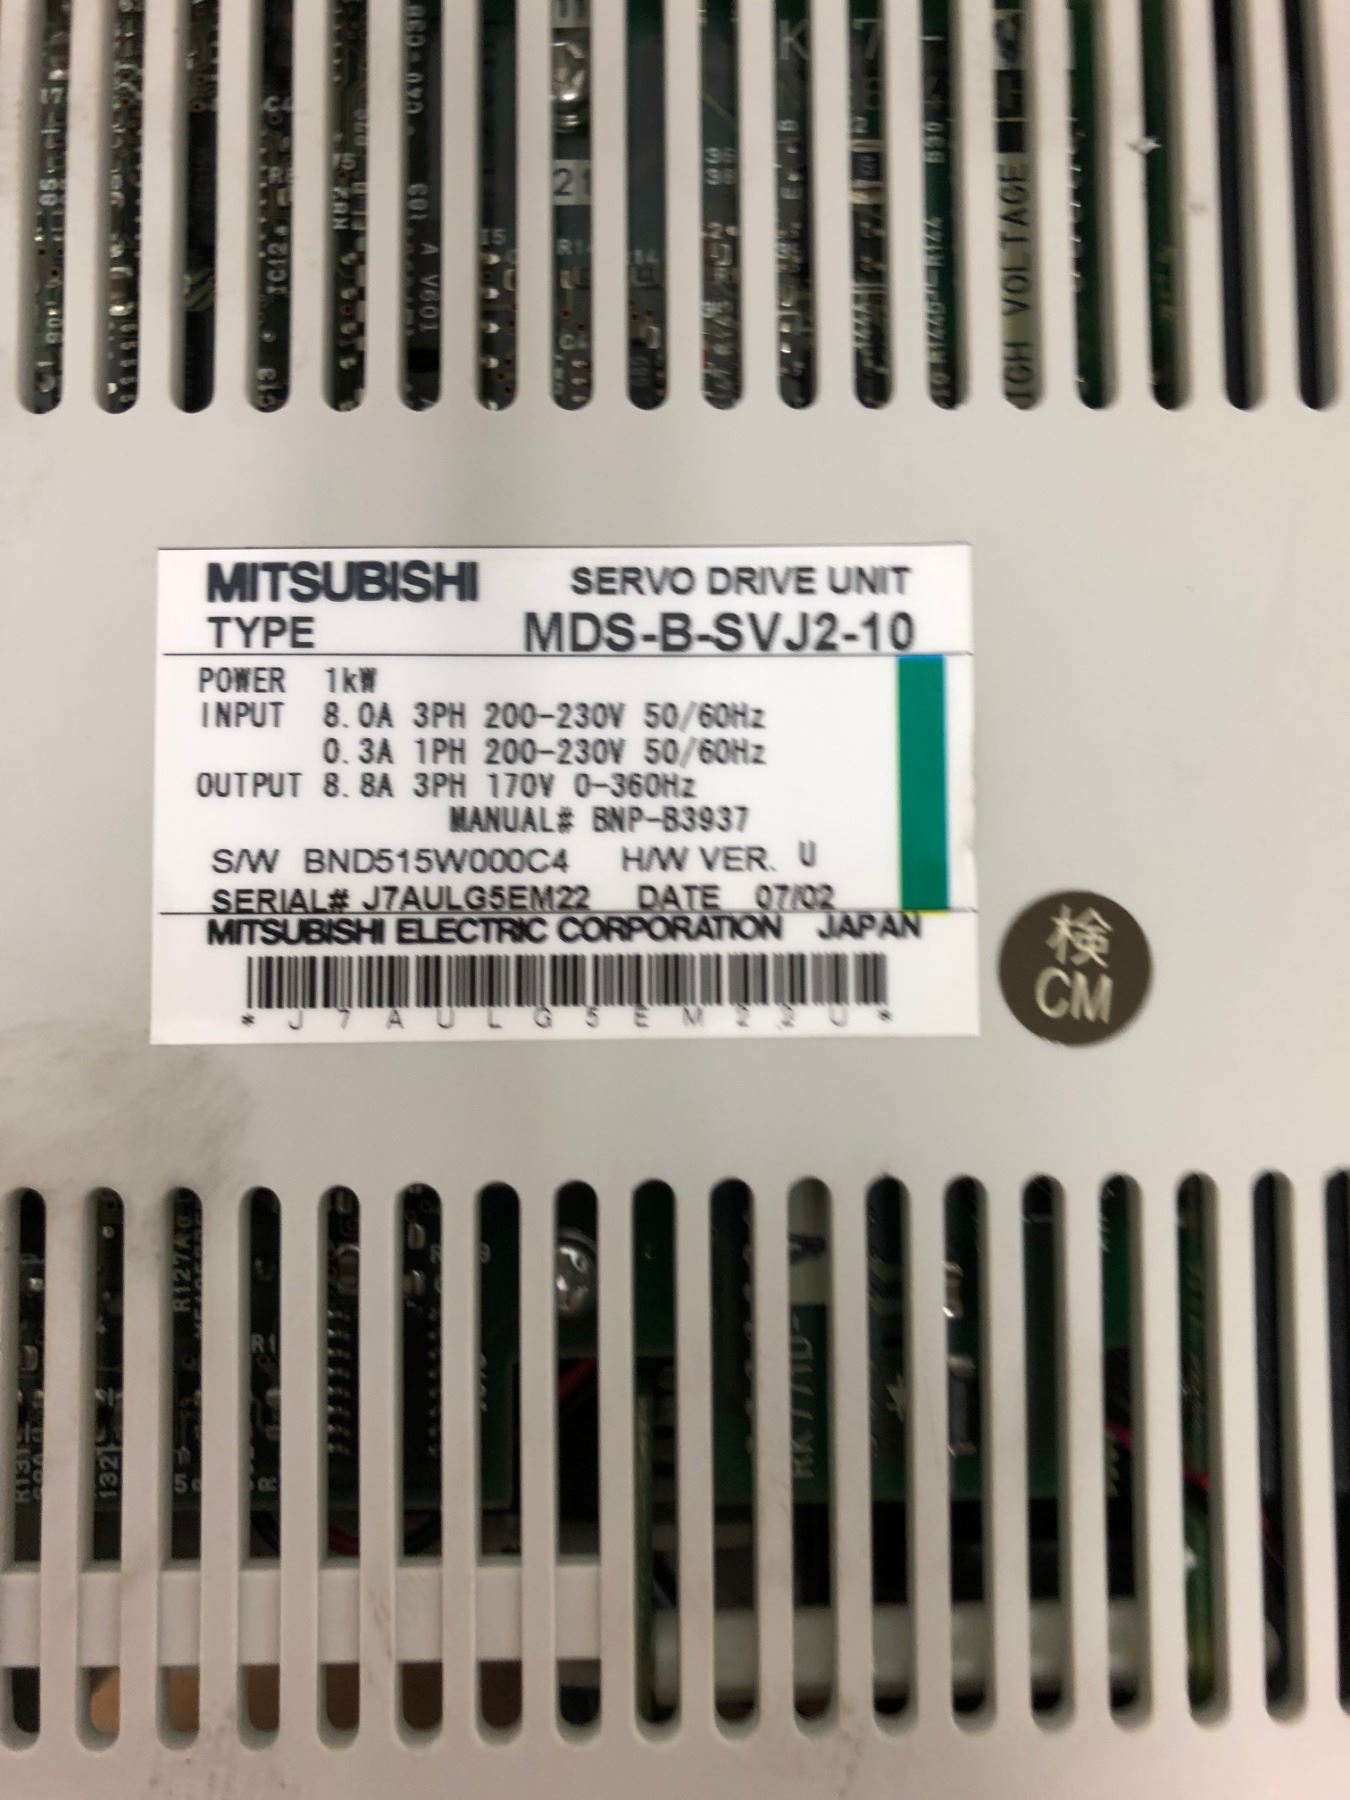 HIGH VOLTAGE
MITSUBISHI SERVO DRIVE UNIT
TYPE MDS-B-SVJ2-10
POWER 1kW
INPUT 8.0A 3PH 200-230V 50/60Hz
0.3A 1PH 200-230V 50/60Hz
OUTPUT 8.8A 3PH 170V 0-360Hz
MANUAL# BNP-B3937
S/W BND515W000C4 H/W VER. U
SERIAL# J7AULG5EM22 DATE 07/02
MITSUBISHI ELECTRIC CORPORATION JAPAN
*J7AULG5EM22U*
検
CM